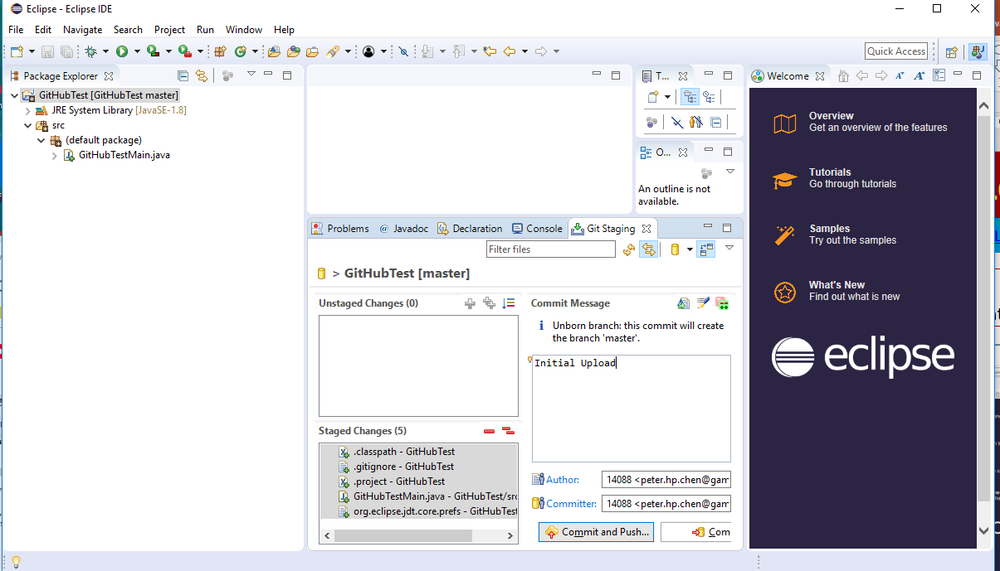 Eclipse - Eclipse IDE
File Edit Navigate Search Project Run Window Help
Quick Access
Package Explorer
GitHubTest [GitHubTest master]
JRE System Library [JavaSE-1.8]
src
(default package)
GitHubTestMain.java
T...
O...
An outline is not
available.
Welcome
Overview
Get an overview of the features
Tutorials
Go through tutorials
Samples
Try out the samples
What's New
Find out what is new
eclipse
Problems @ Javadoc Declaration Console Git Staging
Filter files
> GitHubTest [master]
Unstaged Changes (0)
Staged Changes (5)
.classpath - GitHubTest
.gitignore - GitHubTest
.project - GitHubTest
GitHubTestMain.java - GitHubTest/src
org.eclipse.jdt.core.prefs - GitHubTest
Commit Message
Unborn branch: this commit will create
the branch 'master'.
Initial Upload
Author: 14088 <peter.hp.chen@gam
Committer: 14088 <peter.hp.chen@gam
Commit and Push... Com